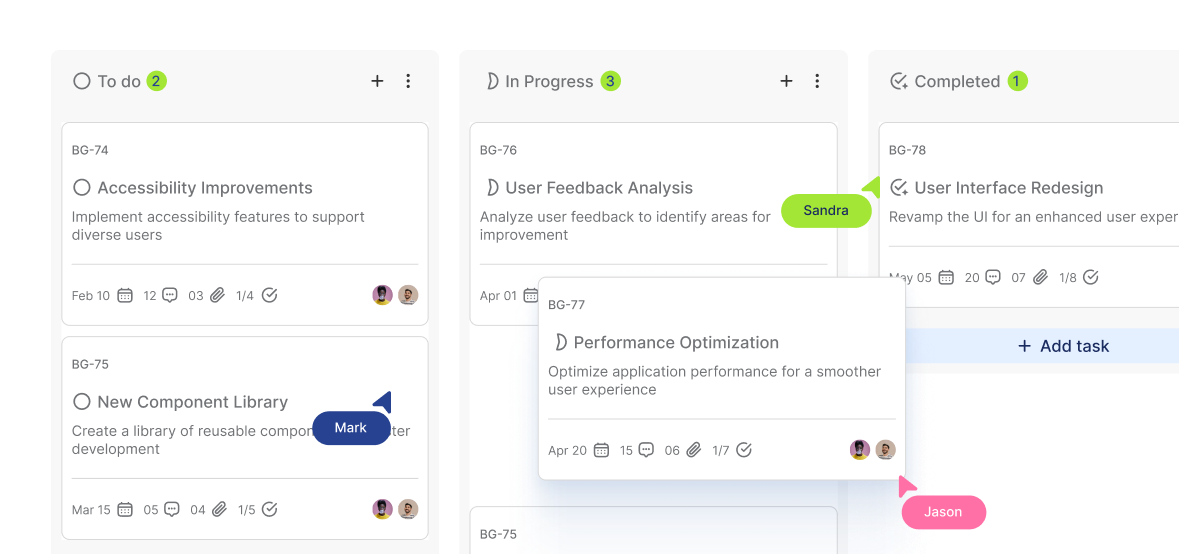 To do 2
BG-74
Accessibility Improvements
Implement accessibility features to support
diverse users
Feb 10 12 03 1/4
BG-75
New Component Library
Create a library of reusable compon ter
Mark
development
Mar 15 05 04 1/5
In Progress 3
BG-76
User Feedback Analysis
Analyze user feedback to identify areas for
improvement
Sandra
Apr 01
BG-77
Performance Optimization
Optimize application performance for a smoother
user experience
Apr 20 15 06 1/7
Jason
BG-75
Completed 1
BG-78
User Interface Redesign
Revamp the UI for an enhanced user exper
May 05 20 07 1/8
+ Add task